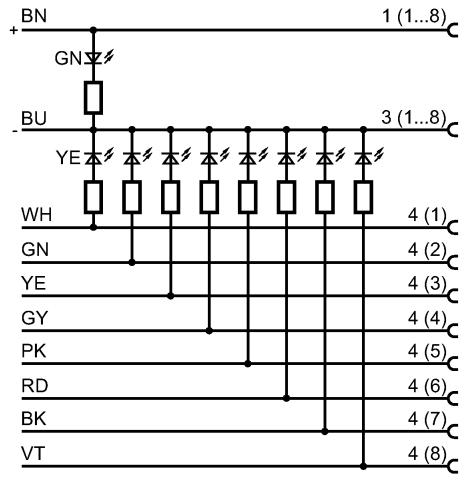 BN 1 (1...8)
+
GN
BU 3 (1...8)
-
YE
WH 4 (1)
GN 4 (2)
YE 4 (3)
GY 4 (4)
PK 4 (5)
RD 4 (6)
BK 4 (7)
VT 4 (8)